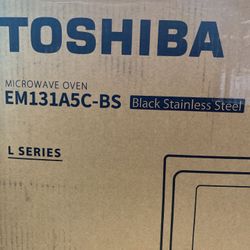 TOSHIBA
MICROWAVE OVEN
EM131A5C-BS Black Stainless Steel
L SERIES